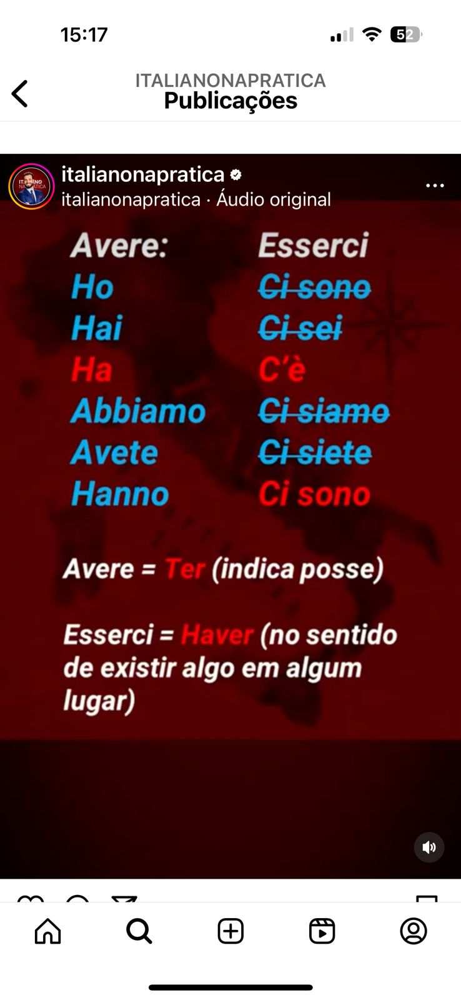 15:17
52
ITALIANONAPRATICA
Publicações
italianonapratica
italianonapratica · Áudio original
Avere:
Ho
Hai
Ha
Abbiamo
Avete
Hanno
Esserci
Ci sono
Ci sei
C'è
Ci siamo
Ci siete
Ci sono
Avere = Ter (indica posse)
Esserci = Haver (no sentido
de existir algo em algum
lugar)